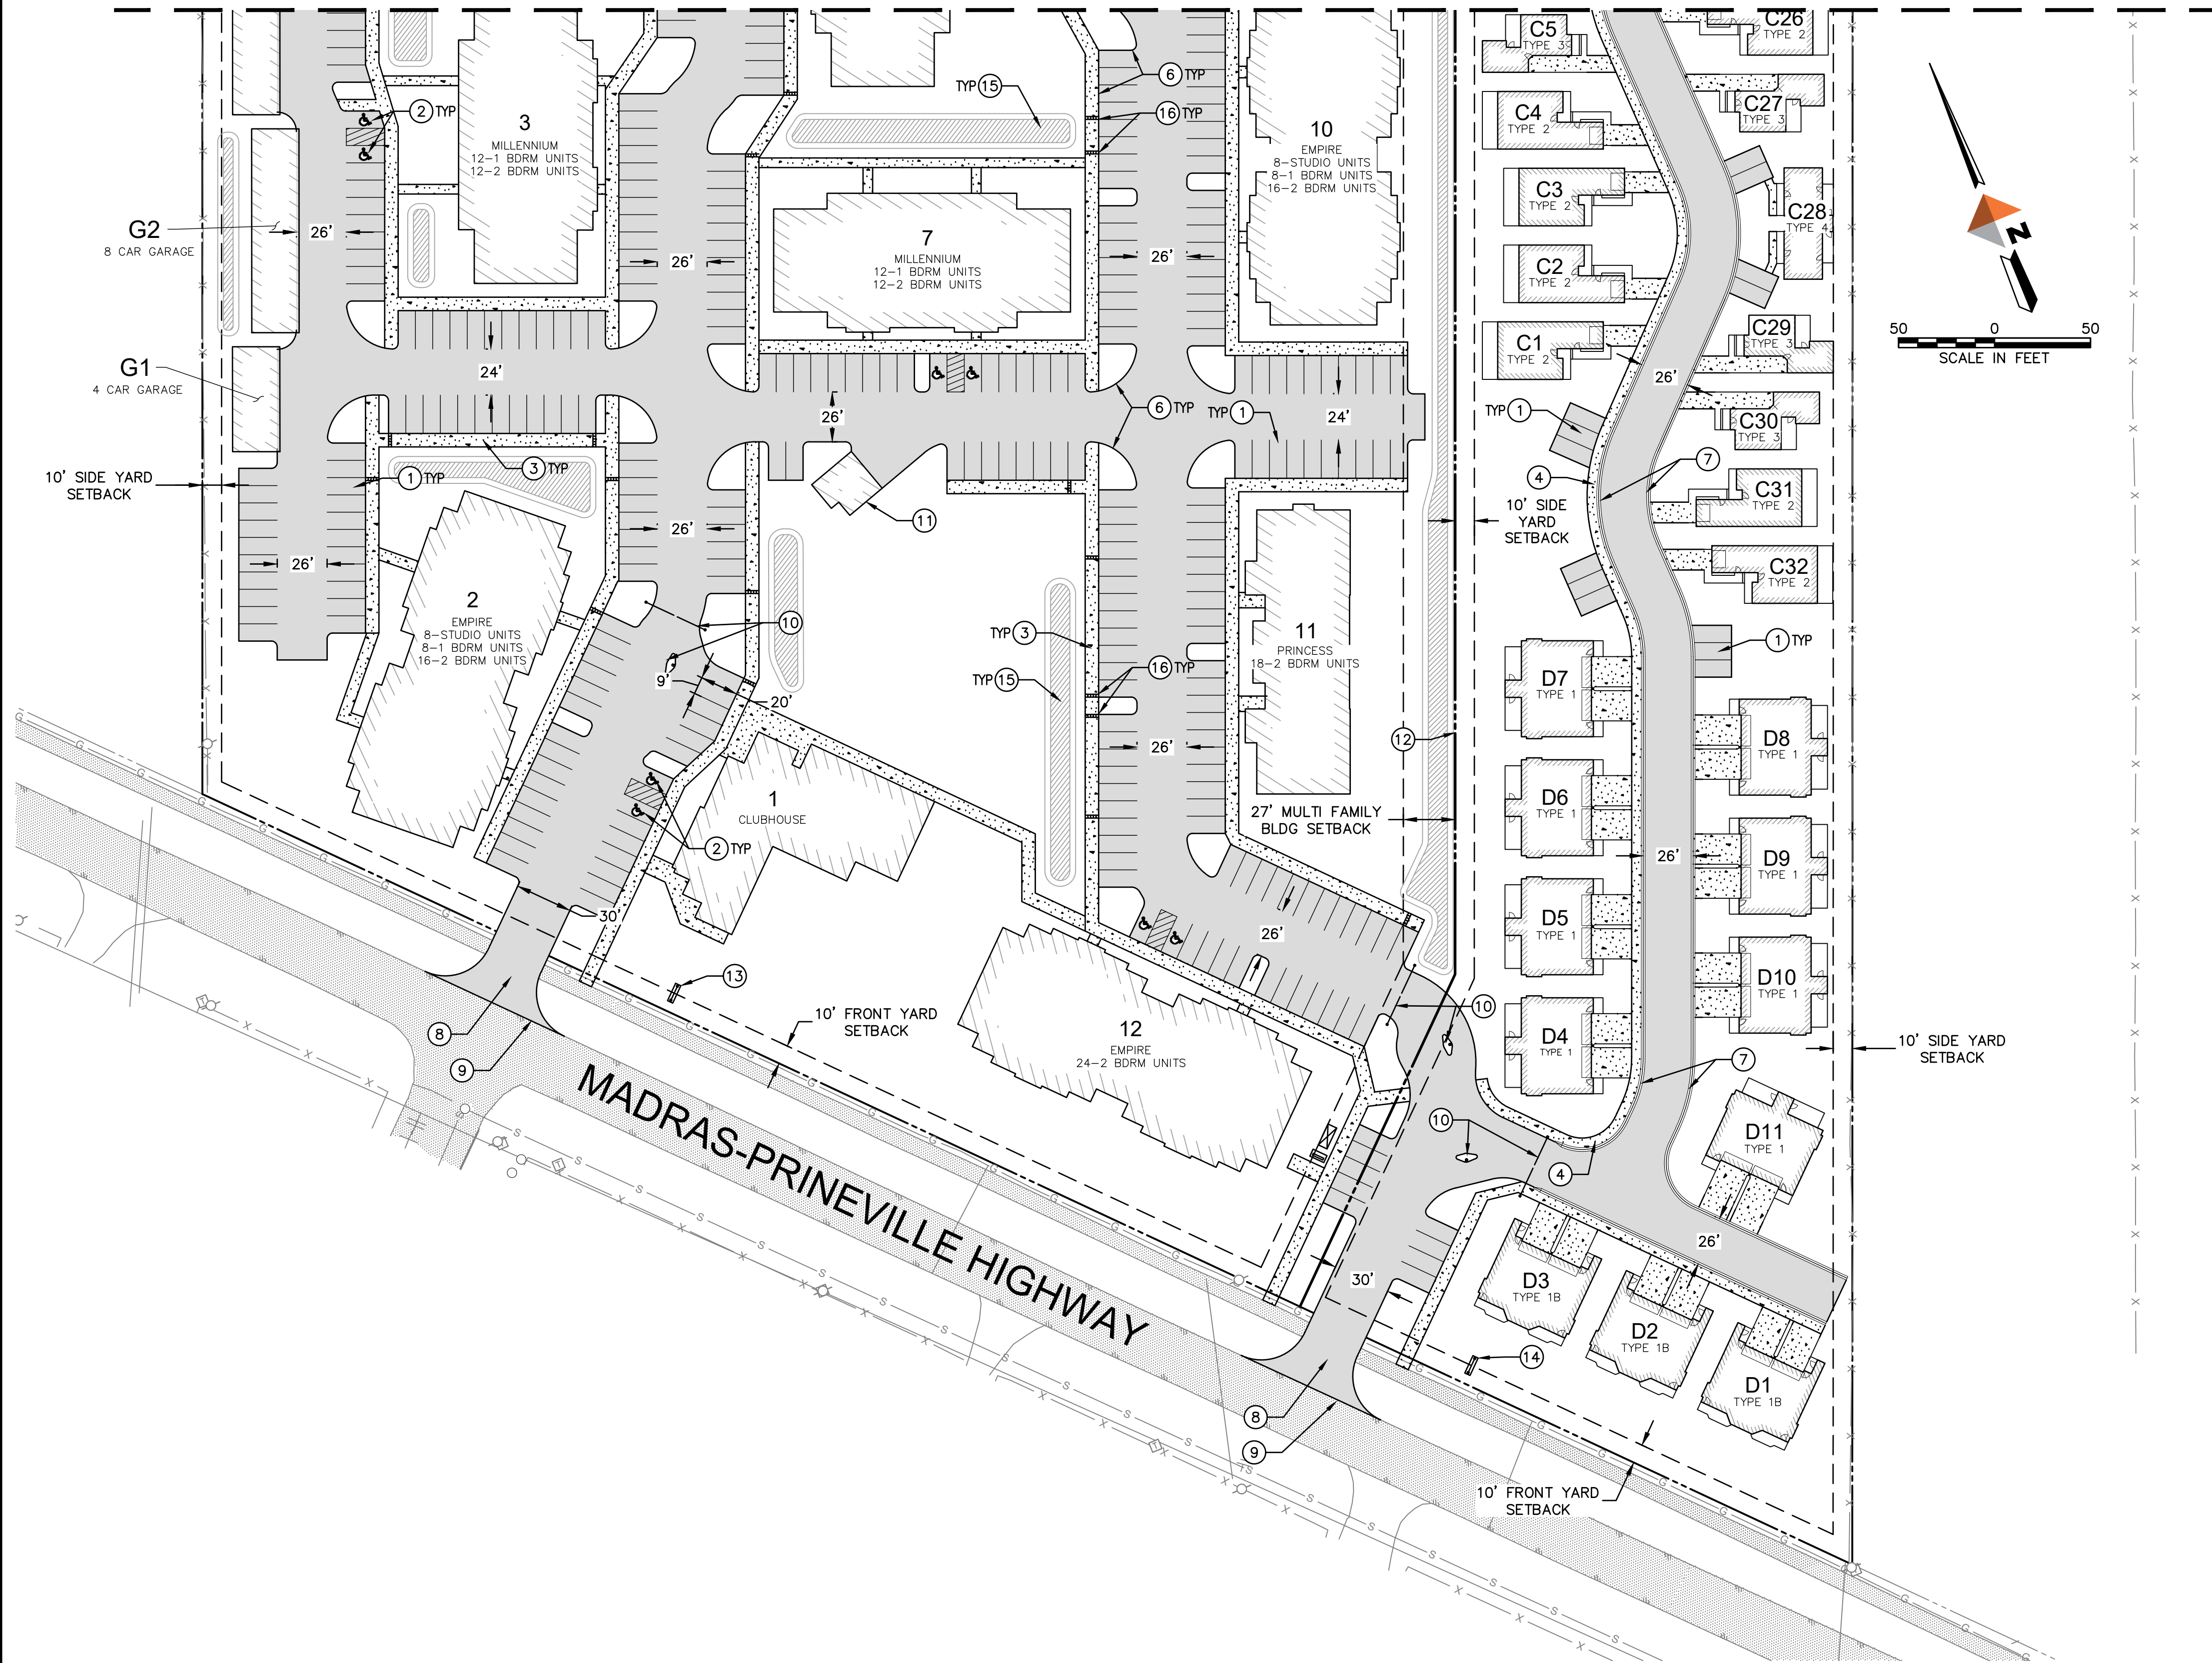 C5
TYPE 3
C26
TYPE 2
6 TYP
TYP 15
2 TYP
16 TYP
3
MILLENNIUM
12-1 BDRM UNITS
12-2 BDRM UNITS
10
EMPIRE
8-STUDIO UNITS
8-1 BDRM UNITS
16-2 BDRM UNITS
C4
TYPE 2
C27
TYPE 3
C3
TYPE 2
C28
TYPE 4
N
G2
8 CAR GARAGE
26'
26'
7
MILLENNIUM
12-1 BDRM UNITS
12-2 BDRM UNITS
26'
C2
TYPE 2
C1
TYPE 2
C29
TYPE 3
50 0 50
SCALE IN FEET
G1
4 CAR GARAGE
24'
26'
6 TYP
TYP 1
24'
26'
TYP 1
C30
TYPE 3
10' SIDE YARD
SETBACK
1 TYP
3 TYP
4
7
C31
TYPE 2
11
10' SIDE
YARD
SETBACK
26'
26'
C32
TYPE 2
2
EMPIRE
8-STUDIO UNITS
8-1 BDRM UNITS
16-2 BDRM UNITS
10
9'
20'
TYP 3
16 TYP
TYP 15
11
PRINCESS
18-2 BDRM UNITS
1 TYP
D7
TYPE 1
26'
12
D8
TYPE 1
1
CLUBHOUSE
2 TYP
27' MULTI FAMILY
BLDG SETBACK
D6
TYPE 1
26'
D9
TYPE 1
30'
26'
D5
TYPE 1
D10
TYPE 1
13
10' FRONT YARD
SETBACK
8
9
12
EMPIRE
24-2 BDRM UNITS
10
D4
TYPE 1
10' SIDE YARD
SETBACK
7
10
4
D11
TYPE 1
MADRAS-PRINEVILLE HIGHWAY
30'
26'
D3
TYPE 1B
D2
TYPE 1B
D1
TYPE 1B
14
8
9
10' FRONT YARD
SETBACK